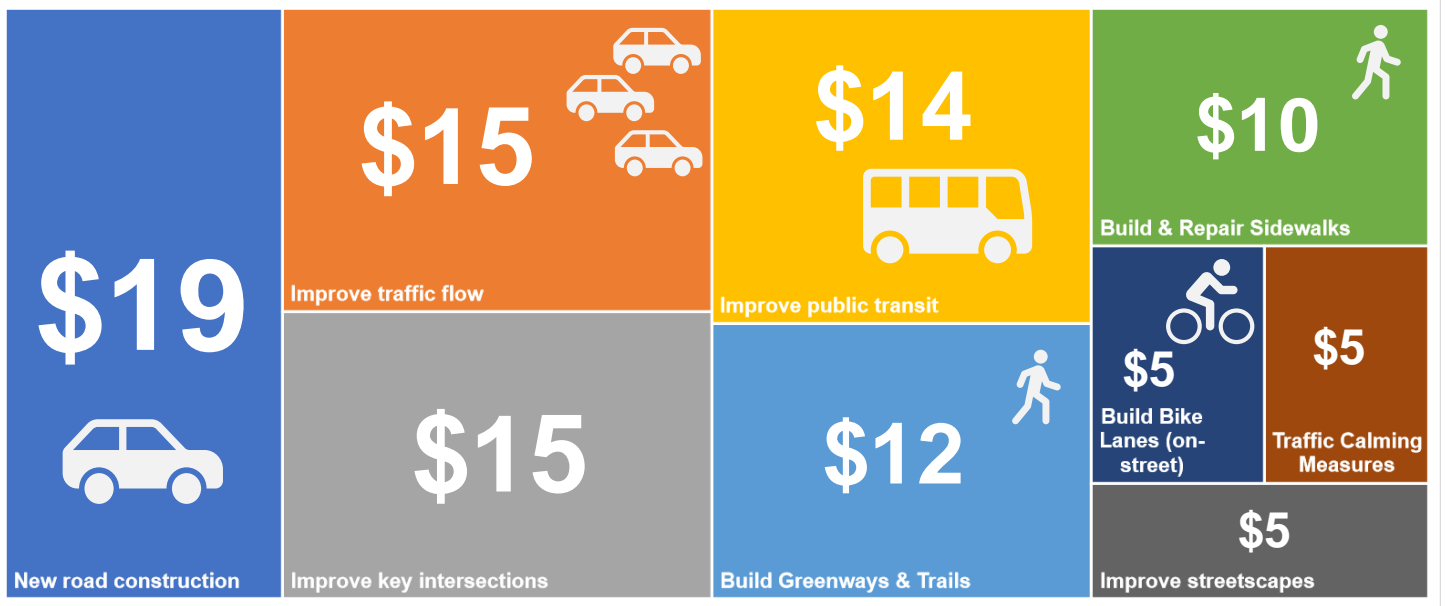 $19
New road construction
$15
Improve traffic flow
$15
Improve key intersections
$14
Improve public transit
$12
Build Greenways & Trails
$10
Build & Repair Sidewalks
$5
Build Bike
Lanes (on-
street)
$5
Traffic Calming
Measures
$5
Improve streetscapes